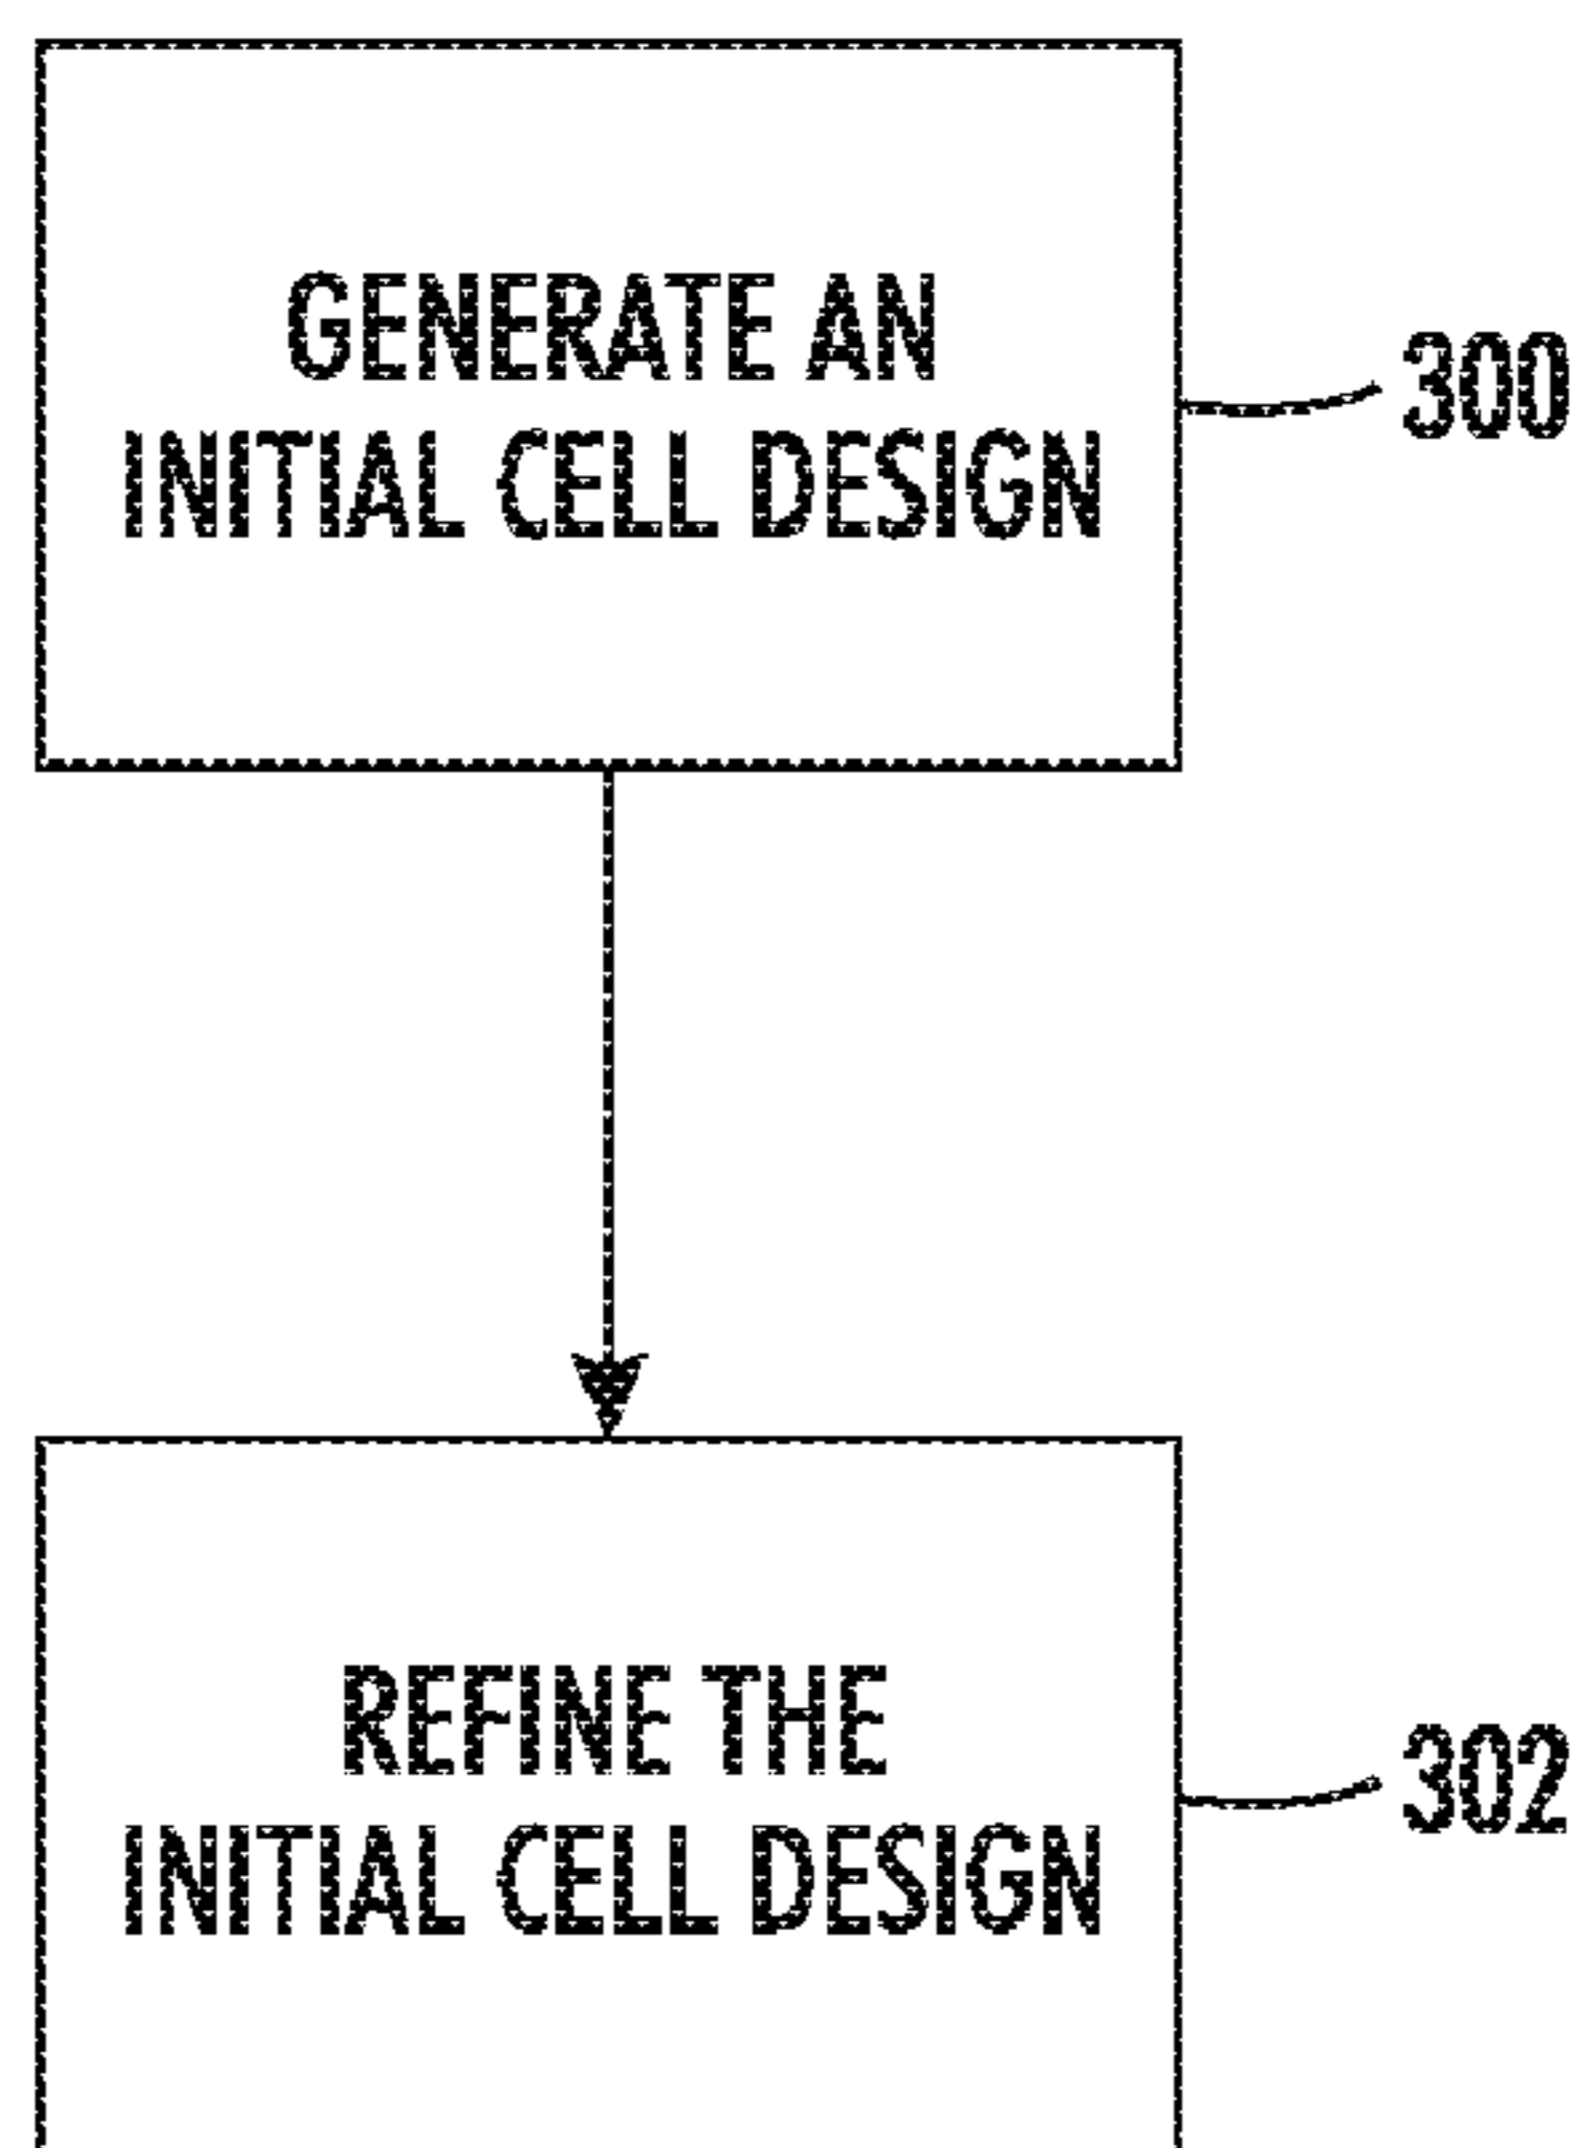 GENERATE AN
INITIAL CELL DESIGN
300
REFINE THE
INITIAL CELL DESIGN
302